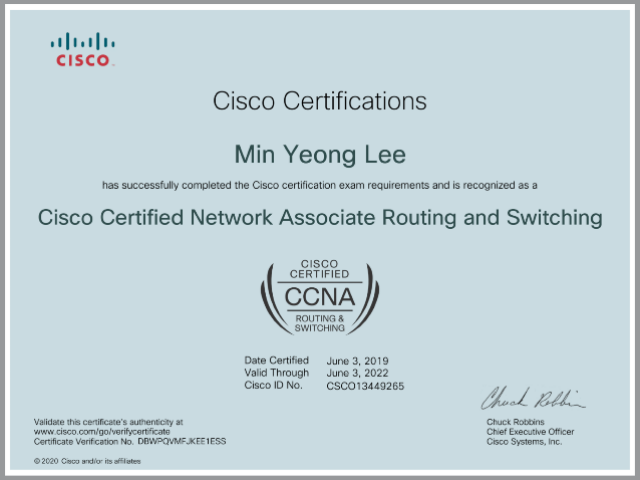 CISCO
Cisco Certifications
Min Yeong Lee
has successfully completed the Cisco certification exam requirements and is recognized as a
Cisco Certified Network Associate Routing and Switching
CISCO
CERTIFIED
CCNA
ROUTING &
SWITCHING
Date Certified June 3, 2019
Valid Through June 3, 2022
Cisco ID No. CSCO13449265
Chuck Robbins
Validate this certificate's authenticity at
www.cisco.com/go/verifycertificate
Certificate Verification No. DBWPQVMFJKEE1ESS
Chuck Robbins
Chief Executive Officer
Cisco Systems, Inc.
© 2020 Cisco and/or its affiliates